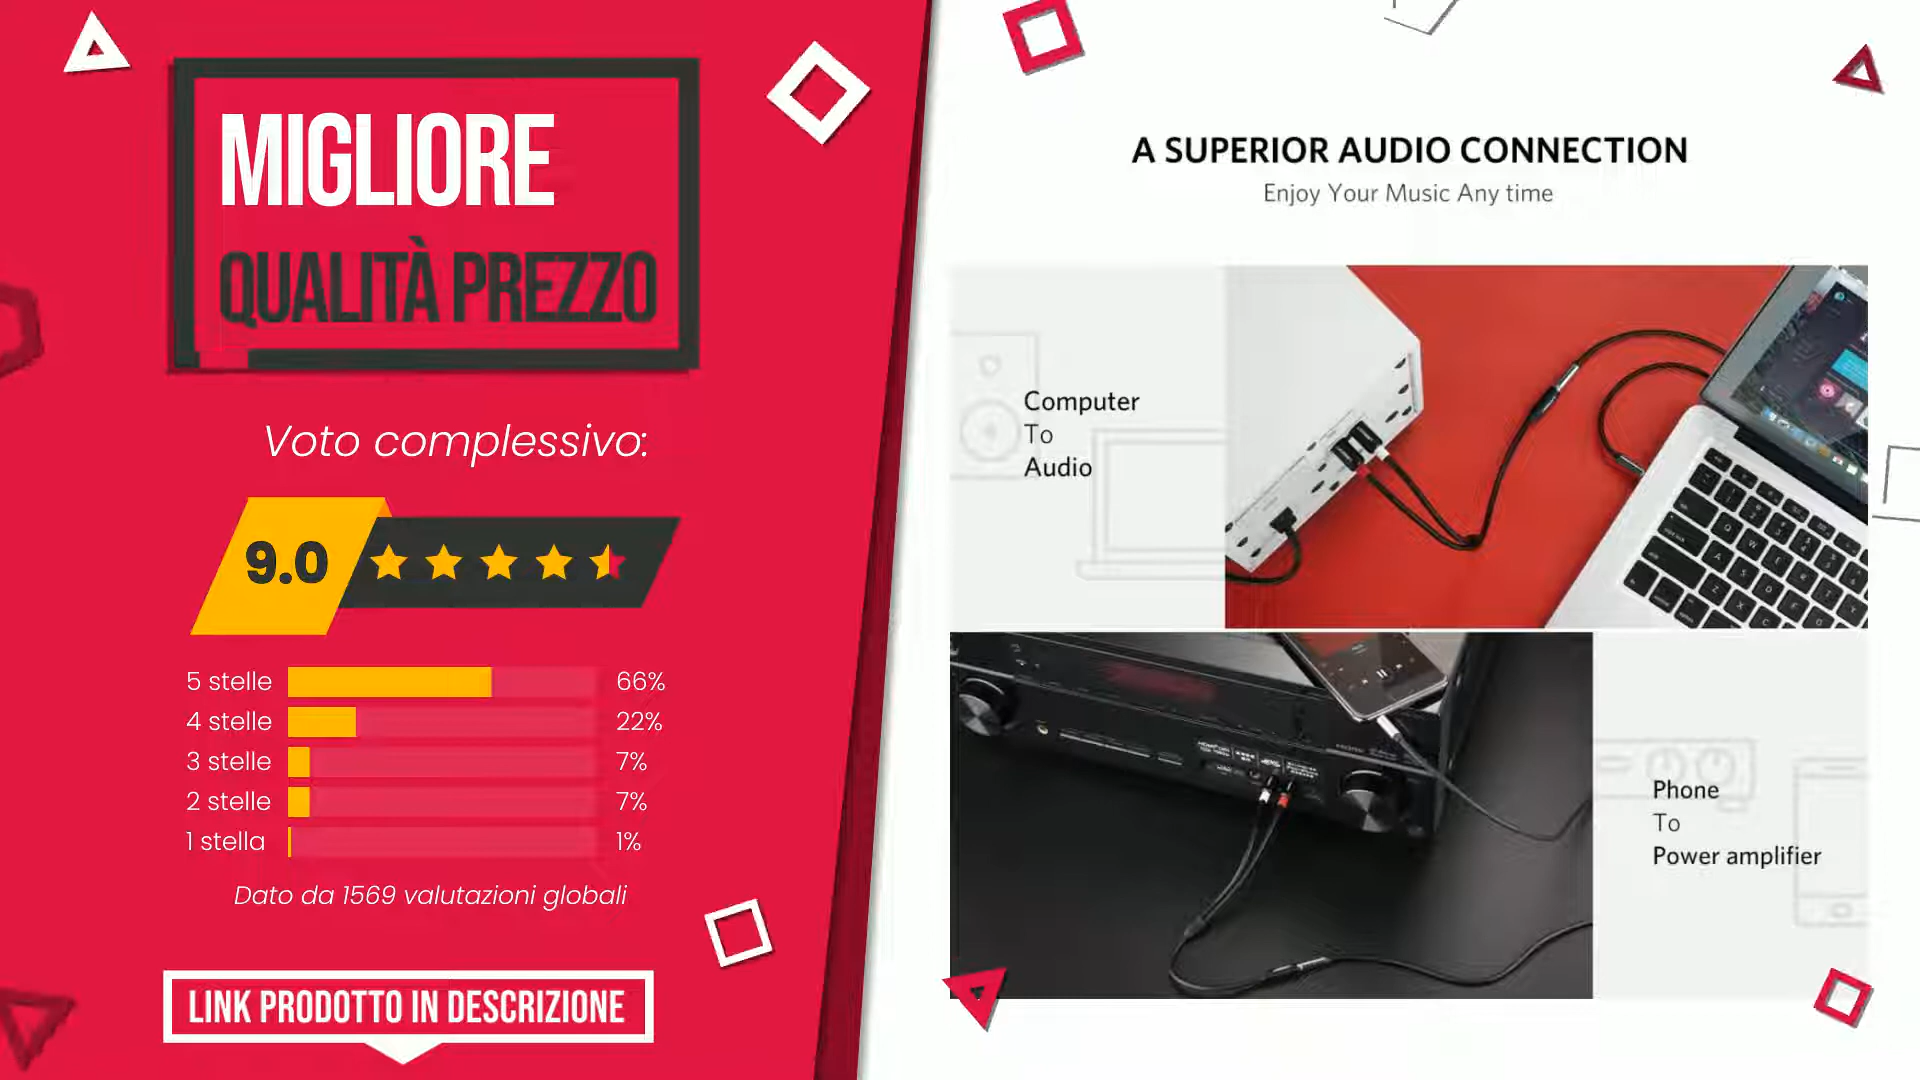 MIGLIORE
QUALITÀ PREZZO
Voto complessivo:
9.0
5 stelle 66%
4 stelle 22%
3 stelle 7%
2 stelle 7%
1 stella 1%
Dato da 1569 valutazioni globali
LINK PRODOTTO IN DESCRIZIONE
A SUPERIOR AUDIO CONNECTION
Enjoy Your Music Any time
Computer
To
Audio
Phone
To
Power amplifier